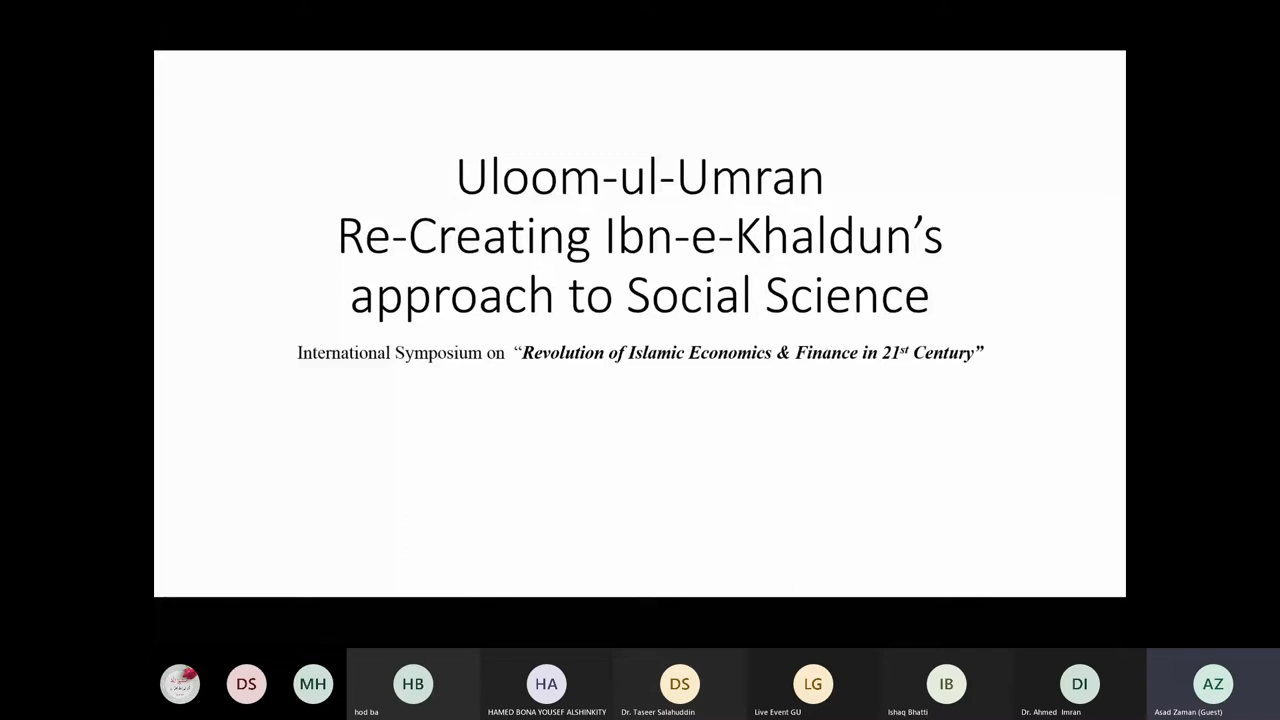 Uloom-ul-Umran
Re-Creating Ibn-e-Khaldun’s
approach to Social Science
International Symposium on “Revolution of Islamic Economics & Finance in 21st Century”
DS
MH
HB
HA
DS
LG
IB
DI
AZ
hod ba
HAMED BONA YOUSEF ALSHINKITY
Dr. Taseer Salahuddin
Live Event GU
Ishaq Bhatti
Dr. Ahmed Imran
Asad Zaman (Guest)